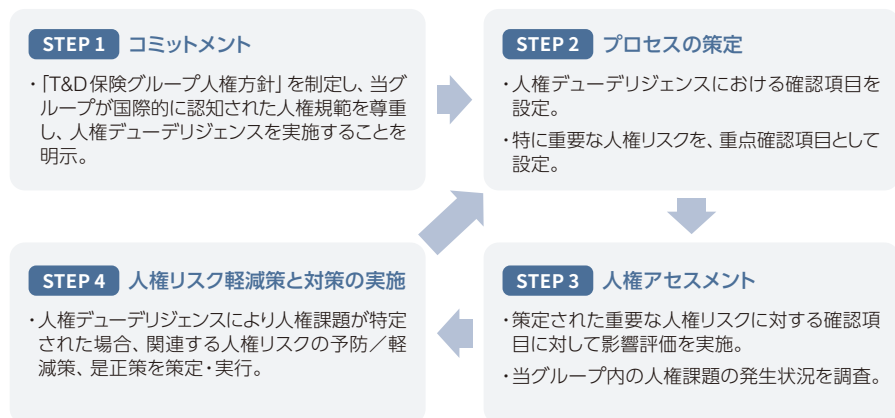 STEP 1 コミットメント
・「T&D保険グループ人権方針」を制定し、当グ
ループが国際的に認知された人権規範を尊重
し、人権デューデリジェンスを実施することを
明示。
STEP 2 プロセスの策定
・人権デューデリジェンスにおける確認項目を
設定。
・特に重要な人権リスクを、重点確認項目として
設定。
STEP 3 人権アセスメント
・策定された重要な人権リスクに対する確認項
目に対して影響評価を実施。
・当グループ内の人権課題の発生状況を調査。
STEP 4 人権リスク軽減策と対策の実施
・人権デューデリジェンスにより人権課題が特定
された場合、関連する人権リスクの予防／軽
減策、是正策を策定・実行。